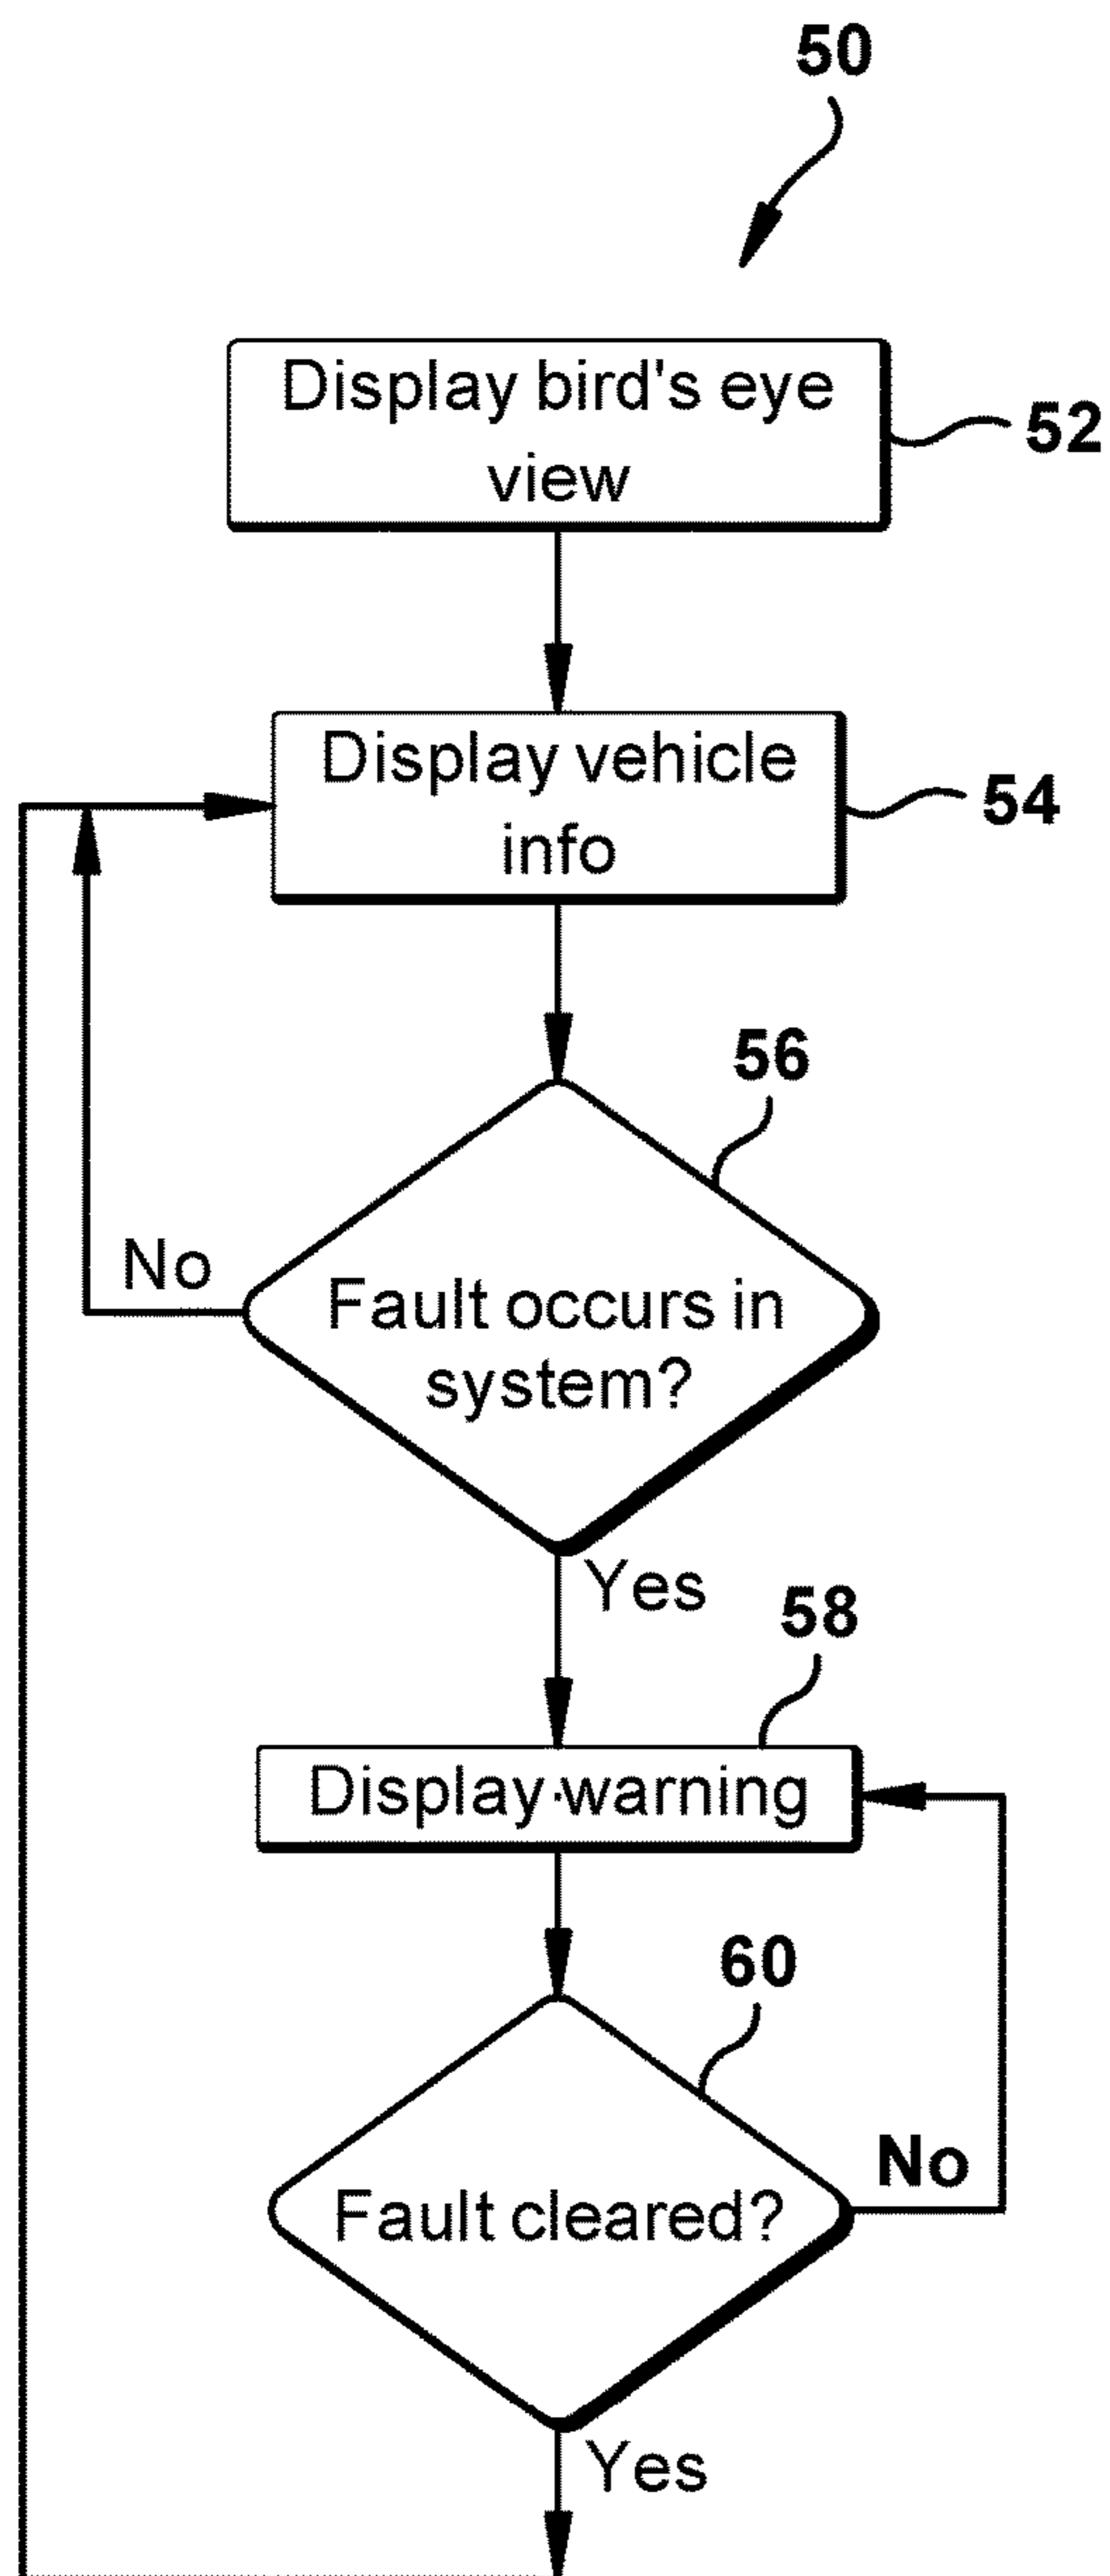 50
Display bird's eye
view
52
Display vehicle
info
54
56
No
Fault occurs in
system?
Yes
58
Display warning
60
No
Fault cleared?
Yes